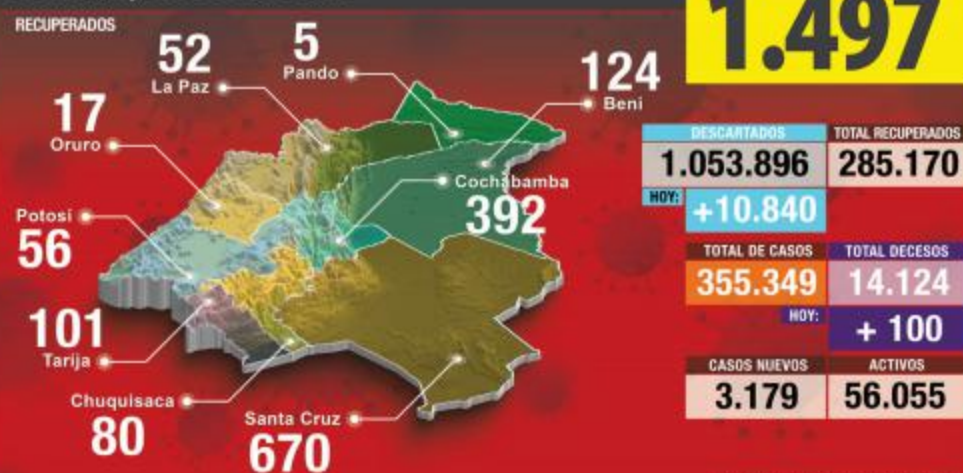 RECUPERADOS
1.497
52
La Paz
5
Pando
124
Beni
17
Oruro
Cochabamba
392
Potosí
56
101
Tarija
Chuquisaca
80
Santa Cruz
670
DESCARTADOS
1.053.896
HOY: +10.840
TOTAL RECUPERADOS
285.170
TOTAL DE CASOS
355.349
TOTAL DECESOS
14.124
HOY: + 100
CASOS NUEVOS
3.179
ACTIVOS
56.055